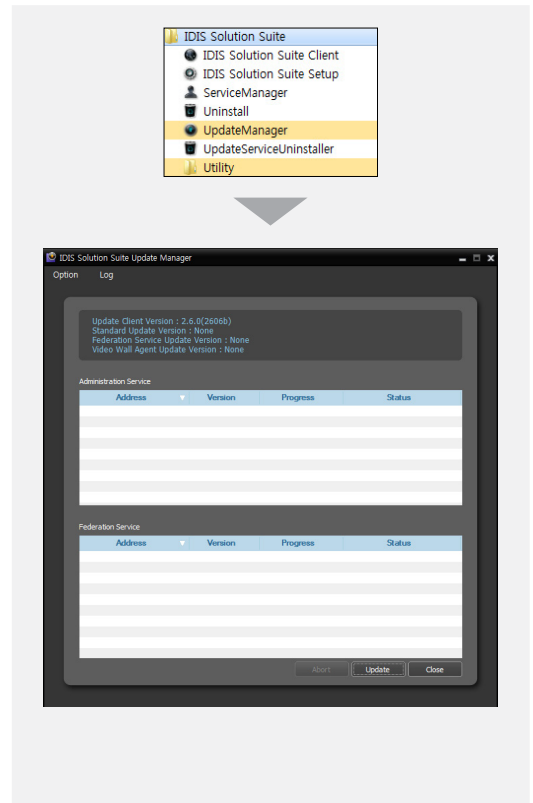 IDIS Solution Suite
IDIS Solution Suite Client
IDIS Solution Suite Setup
ServiceManager
Uninstall
UpdateManager
UpdateServiceUninstaller
Utility
IDIS Solution Suite Update Manager
Option Log
Update Client Version : 2.6.0(2606b)
Standard Update Version : None
Federation Service Update Version : None
Video Wall Agent Update Version : None
Administration Service
Address Version Progress Status
Federation Service
Address Version Progress Status
Abort Update Close